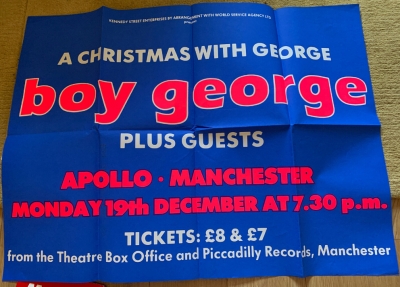 KENNEDY STREET ENTERPRISES BY ARRANGEMENT WITH WORLD SERVICE AGENCY LTD
A CHRISTMAS WITH GEORGE
boy george
PLUS GUESTS
APOLLO · MANCHESTER
MONDAY 19th DECEMBER AT 7.30 p.m.
TICKETS: £8 & £7
from the Theatre Box Office and Piccadilly Records, Manchester